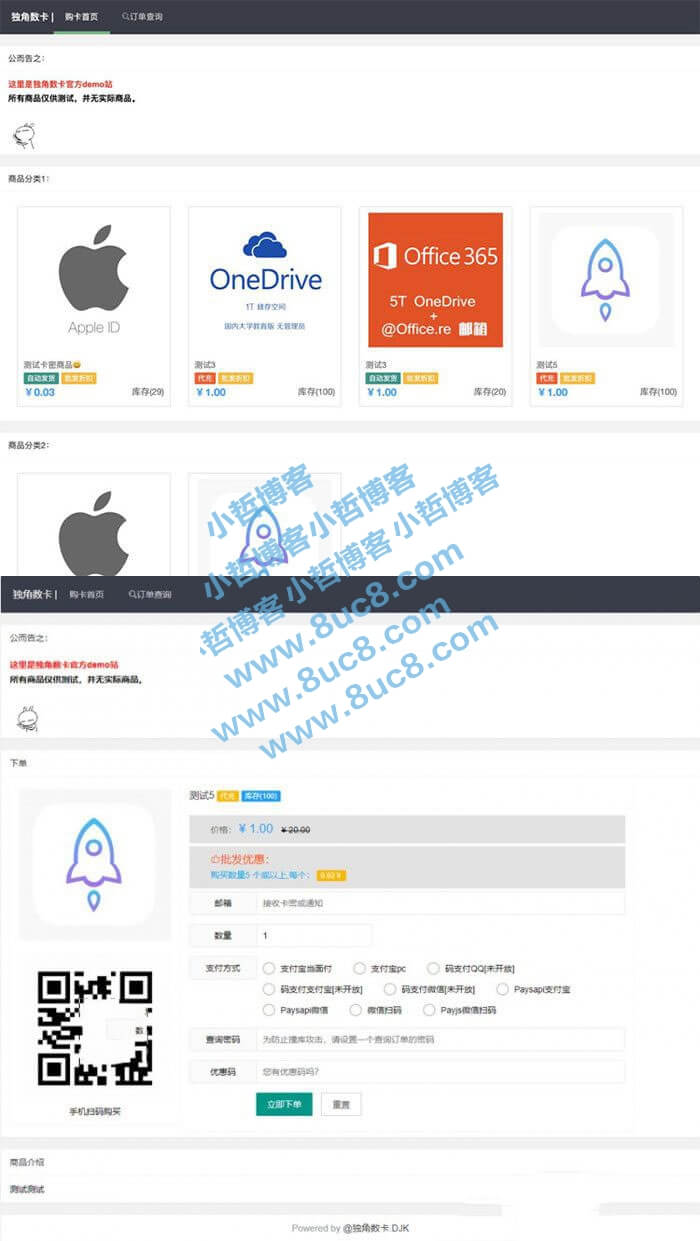 独角数卡 | 购卡首页 订单查询
公而告之:
这里是独角数卡官方demo站
所有商品仅供测试,并无实际商品。
商品分类1:
Apple ID
OneDrive
1T 储存空间
国内大学教育版 无管理员
Office 365
5T OneDrive
+
@Office.re 邮箱
测试卡密商品😄
自动发货 批发折扣
¥0.03 库存(29)
测试3
代充 批发折扣
¥1.00 库存(100)
测试3
自动发货 批发折扣
¥1.00 库存(20)
测试5
代充 批发折扣
¥1.00 库存(100)
商品分类2:
小哲博客
小哲博客小哲博客
小哲博客 小哲博客
www.8uc8.com
www.8uc8.com
www.8uc8.com
独角数卡 | 购卡首页 订单查询
公而告之:
这里是独角数卡官方demo站
所有商品仅供测试,并无实际商品。
下单
测试5 代充 库存(100)
价格: ¥ 1.00 ¥ 20.00
批发优惠:
购买数量5 个或以上,每个:
邮箱 接收卡密或通知
数量 1
支付方式 支付宝当面付 支付宝pc 码支付QQ[未开放]
码支付支付宝[未开放] 码支付微信[未开放] Paysapi支付宝
Paysapi微信 微信扫码 Payjs微信扫码
查询密码 为防止撞库攻击,请设置一个查询订单的密码
优惠码 您有优惠码吗?
立即下单 重置
数
手机扫码购买
商品介绍
测试测试
Powered by @独角数卡 DJK